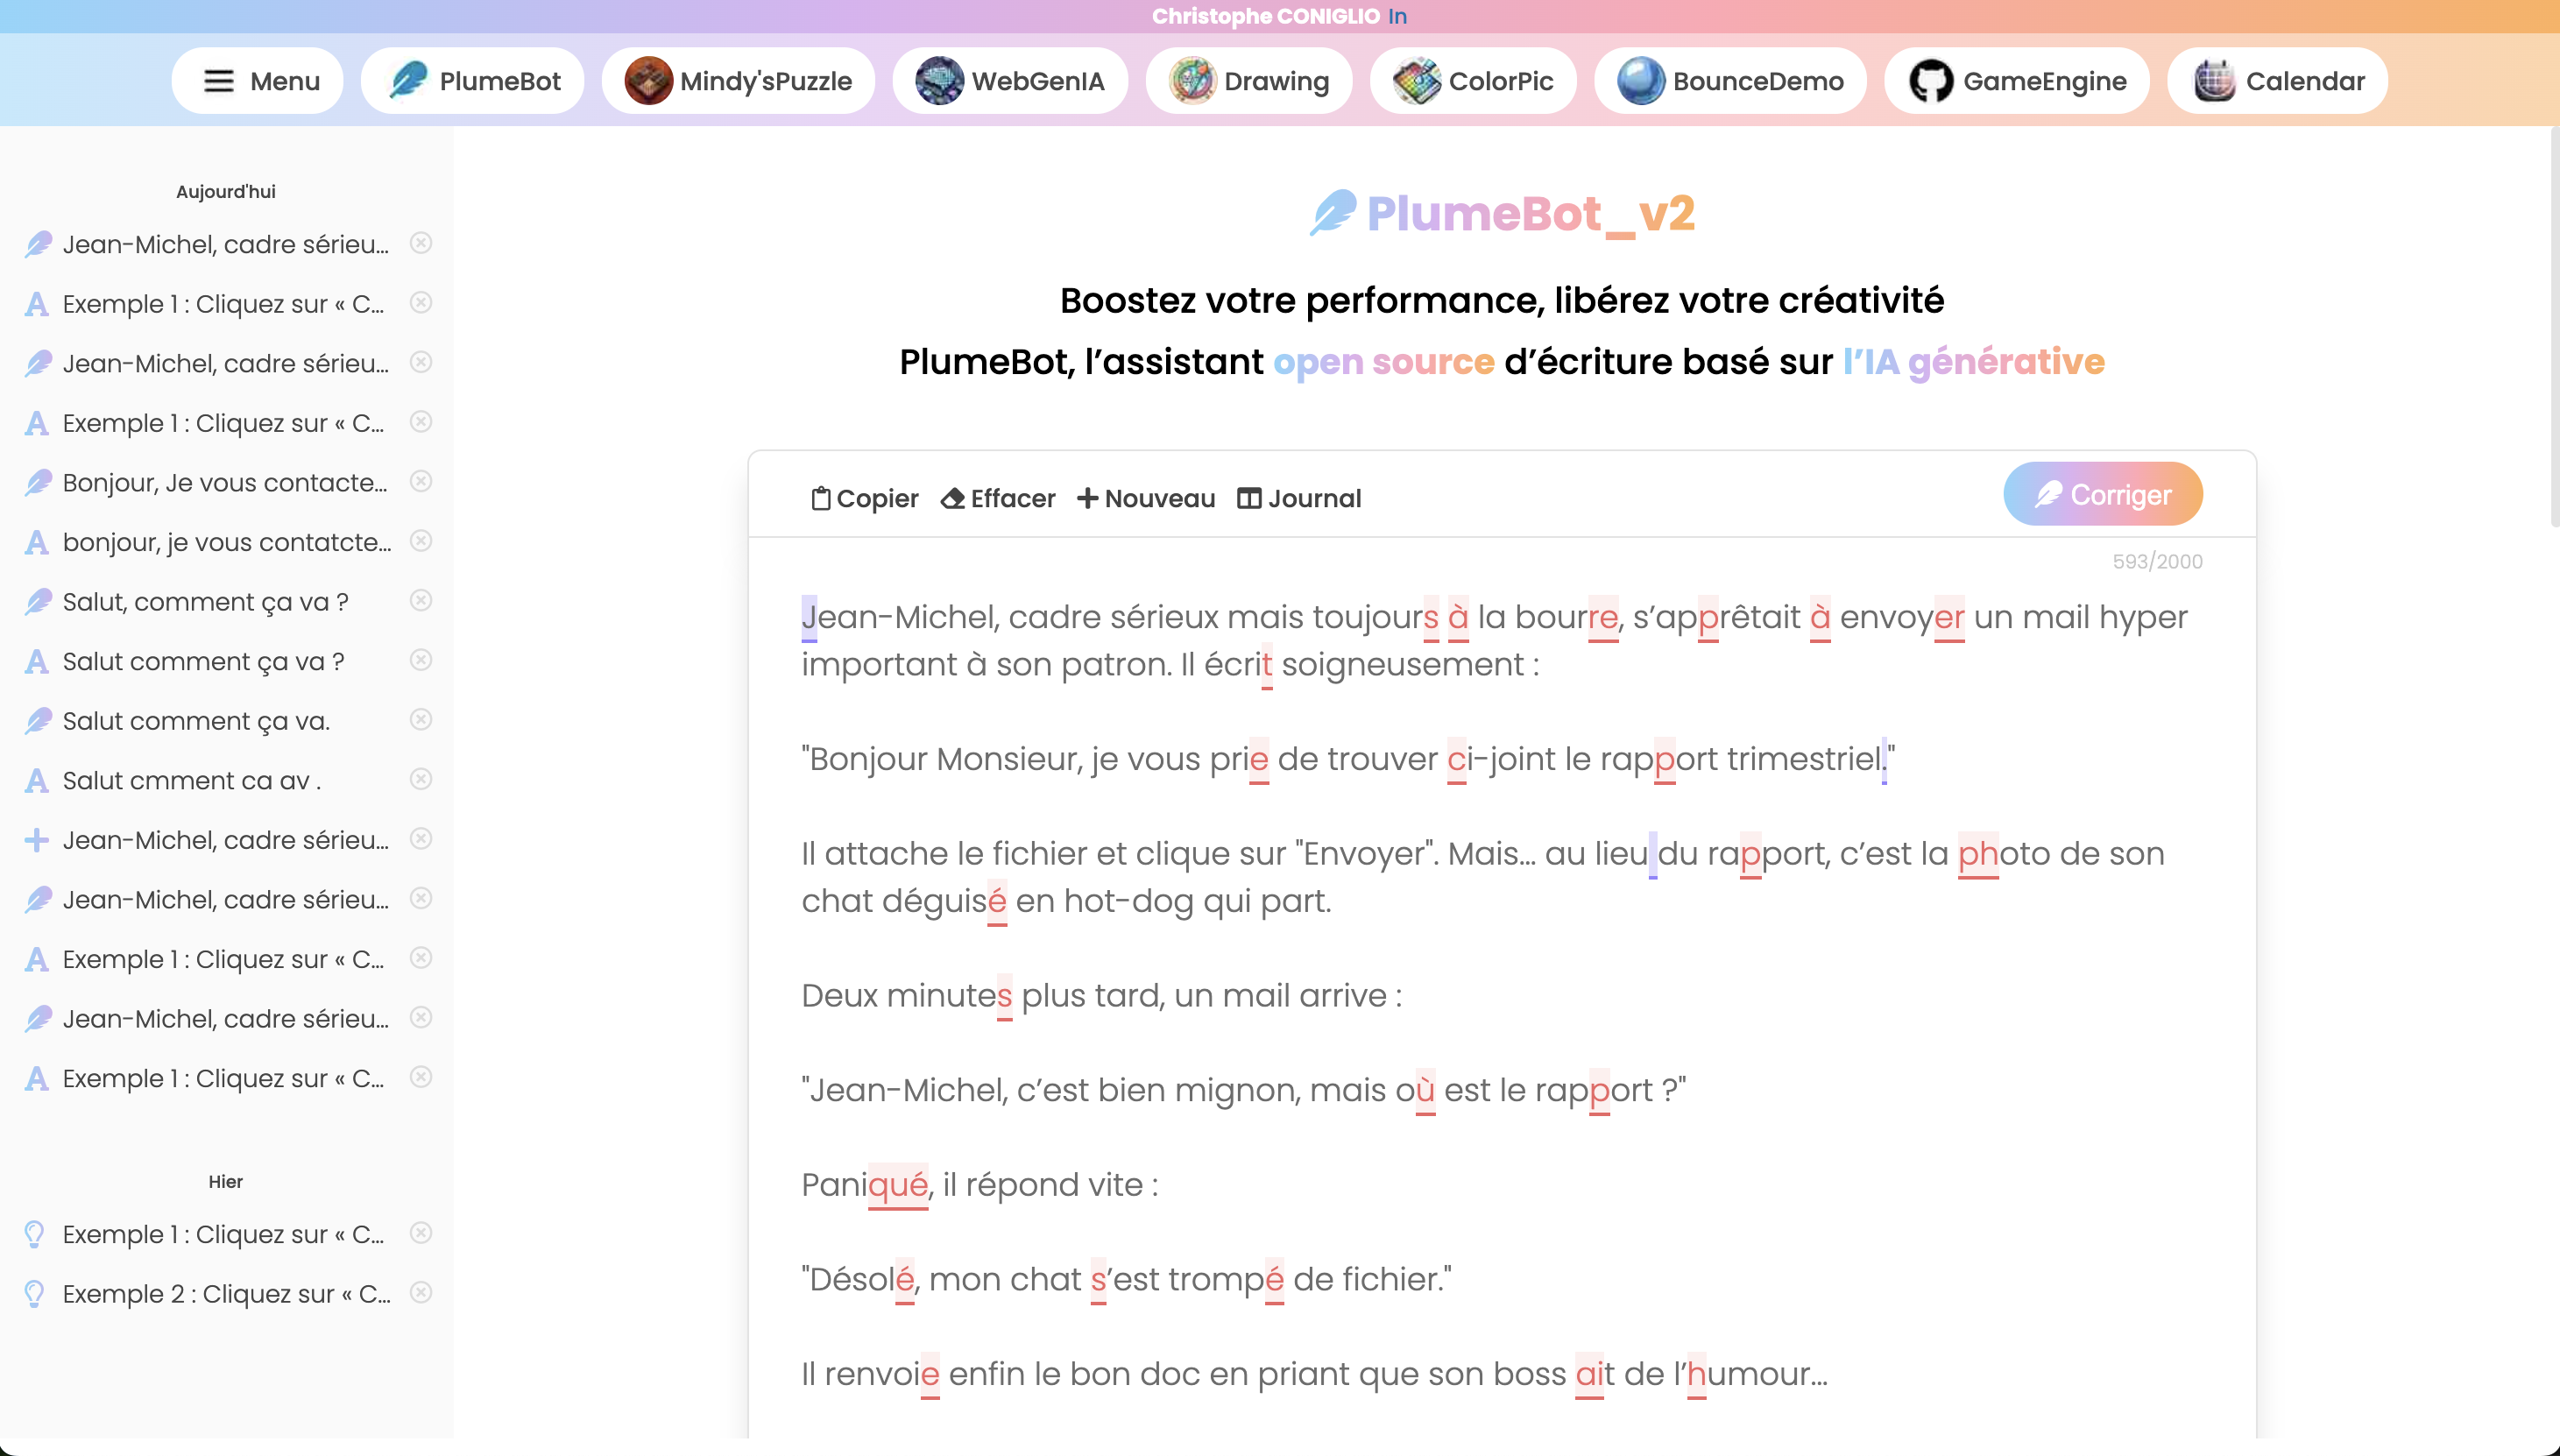 Christophe CONIGLIO In
Menu
PlumeBot
Mindy'sPuzzle
WebGenIA
Drawing
ColorPic
BounceDemo
GameEngine
Calendar
Aujourd'hui
Jean-Michel, cadre sérieu...
Exemple 1 : Cliquez sur « C...
Jean-Michel, cadre sérieu...
Exemple 1 : Cliquez sur « C...
Bonjour, Je vous contacte...
bonjour, je vous contatcte...
Salut, comment ça va ?
Salut comment ça va ?
Salut comment ça va.
Salut cmment ca av .
Jean-Michel, cadre sérieu...
Jean-Michel, cadre sérieu...
Exemple 1 : Cliquez sur « C...
Jean-Michel, cadre sérieu...
Exemple 1 : Cliquez sur « C...
Hier
Exemple 1 : Cliquez sur « C...
Exemple 2 : Cliquez sur « C...
PlumeBot_v2
Boostez votre performance, libérez votre créativité
PlumeBot, l’assistant open source d’écriture basé sur l’IA générative
Copier
Effacer
Nouveau
Journal
Corriger
593/2000
Jean-Michel, cadre sérieux mais toujours à la bourre, s’apprêtait à envoyer un mail hyper
important à son patron. Il écrit soigneusement :
"Bonjour Monsieur, je vous prie de trouver ci-joint le rapport trimestriel."
Il attache le fichier et clique sur "Envoyer". Mais… au lieu du rapport, c’est la photo de son
chat déguisé en hot-dog qui part.
Deux minutes plus tard, un mail arrive :
"Jean-Michel, c’est bien mignon, mais où est le rapport ?"
Paniqué, il répond vite :
"Désolé, mon chat s’est trompé de fichier."
Il renvoie enfin le bon doc en priant que son boss ait de l’humour…